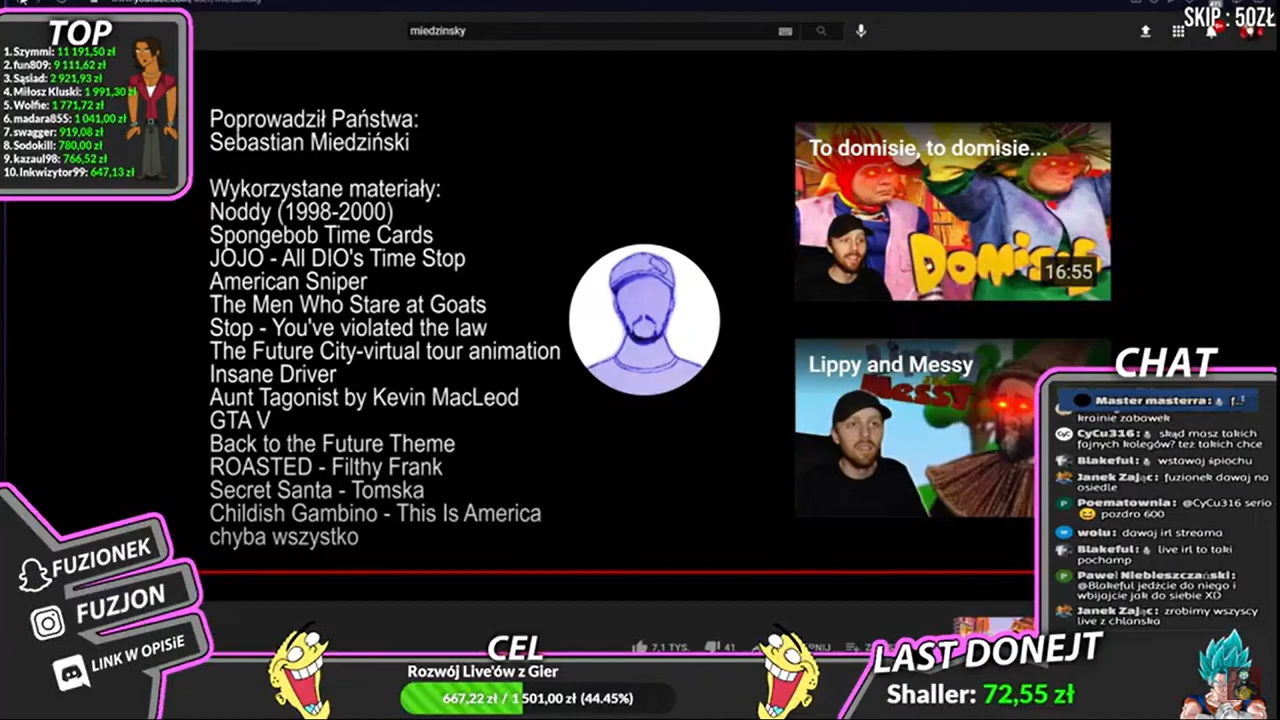 miedzinsky
SKIP : 50ZŁ
TOP
1. Szymmi: 11 191,50 zł
2. fun809: 9 111,62 zł
3. Sąsiad: 2 921,93 zł
4. Miłosz Kluski: 1 991,30 zł
5. Wolfie: 1 771,72 zł
6. madara855: 1 041,00 zł
7. swagger: 919,08 zł
8. Sodokill: 780,00 zł
9. kazaul98: 766,52 zł
10. Inkwizytor99: 647,13 zł
Poprowadził Państwa:
Sebastian Miedziński
Wykorzystane materiały:
Noddy (1998-2000)
Spongebob Time Cards
JOJO - All DIO's Time Stop
American Sniper
The Men Who Stare at Goats
Stop - You've violated the law
The Future City-virtual tour animation
Insane Driver
Aunt Tagonist by Kevin MacLeod
GTA V
Back to the Future Theme
ROASTED - Filthy Frank
Secret Santa - Tomska
Childish Gambino - This Is America
chyba wszystko
To domisie, to domisie...
16:55
Lippy and Messy
CHAT
Master masterra:
krainie zabawek
CyCu316: skąd masz takich
fajnych kolegów? też takich chce
Blakeful: wstawaj śpiochu
Janek Zając: fuzionek dawaj na
osiedle
Poematownia: @CyCu316 serio
pozdro 600
wolu: dawaj irl streama
Blakeful: live irl to taki
pochamp
Paweł Niebleszczański:
@Blakeful jedźcie do niego i
wbijajcie jak do siebie XD
Janek Zając: zrobimy wszyscy
live z chlanska
FUZIONEK
FUZJON
LINK W OPISIE
7,1 TYS.
41
CEL
Rozwój Live'ów z Gier
667,22 zł / 1 501,00 zł (44.45%)
LAST DONEJT
Shaller: 72,55 zł